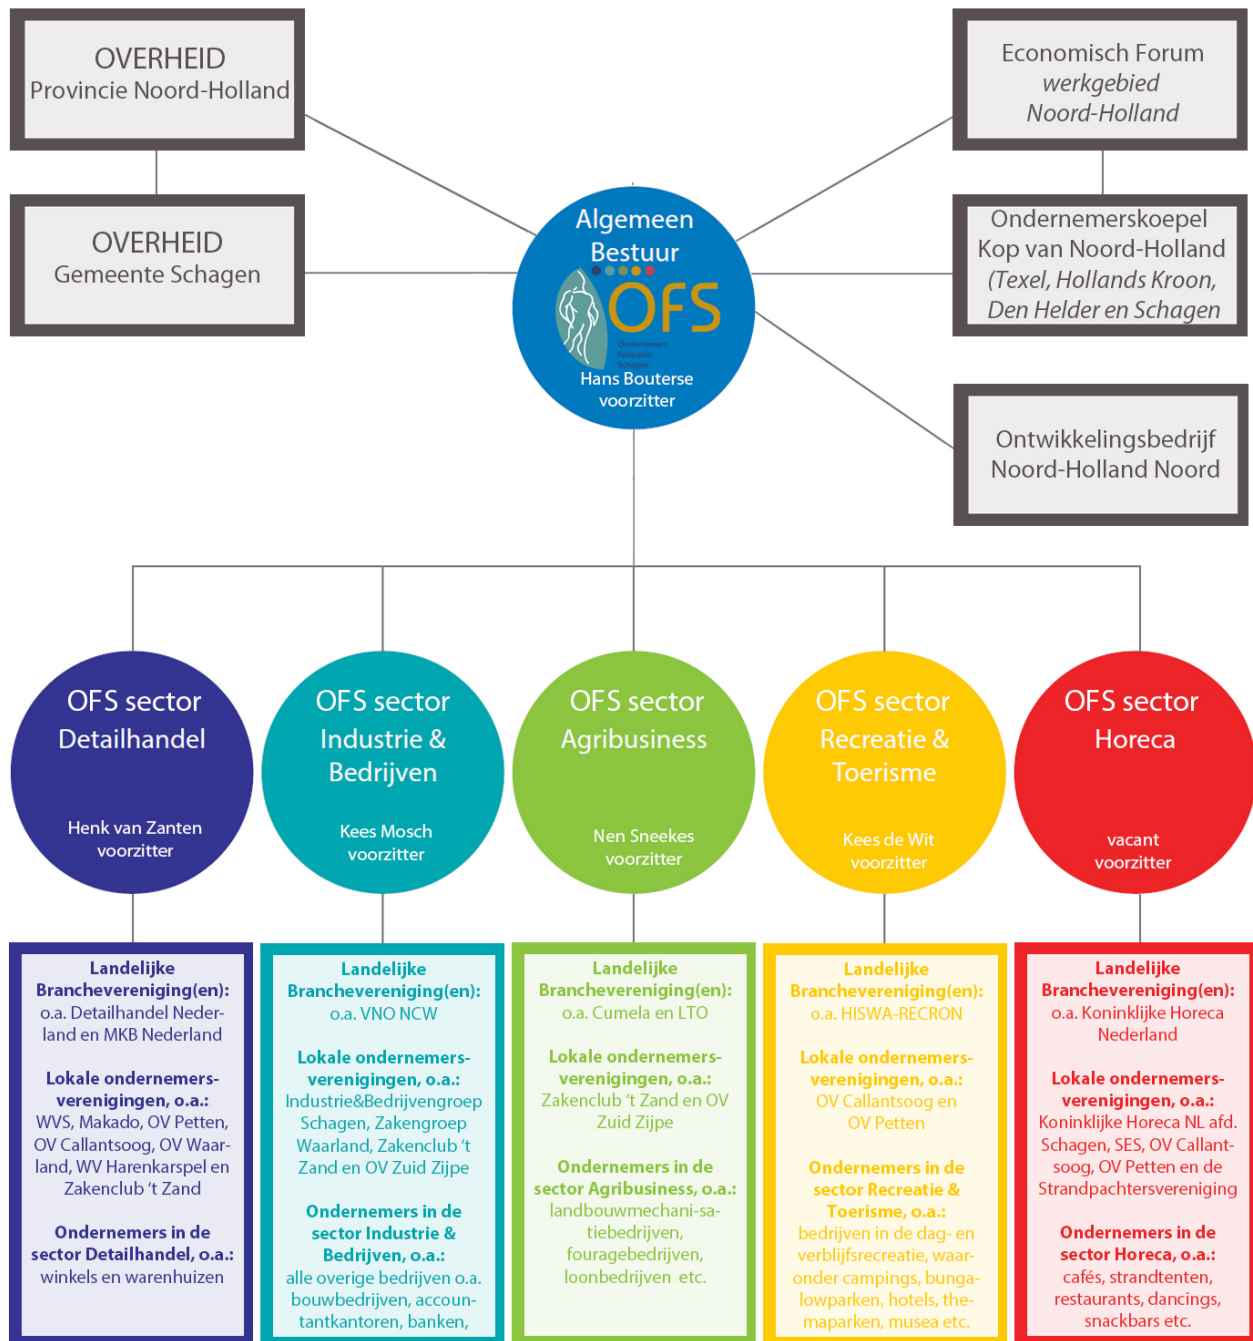 OVERHEID
Provincie Noord-Holland
OVERHEID
Gemeente Schagen
Economisch Forum
werkgebied
Noord-Holland
Ondernemerskoepel
Kop van Noord-Holland
(Texel, Hollands Kroon,
Den Helder en Schagen
Ontwikkelingsbedrijf
Noord-Holland Noord
Algemeen
Bestuur
OFS
Ondernemers
Federatie
Schagen
Hans Bouterse
voorzitter
OFS sector
Detailhandel
Henk van Zanten
voorzitter
OFS sector
Industrie &
Bedrijven
Kees Mosch
voorzitter
OFS sector
Agribusiness
Nen Sneekes
voorzitter
OFS sector
Recreatie &
Toerisme
Kees de Wit
voorzitter
OFS sector
Horeca
vacant
voorzitter
Landelijke
Branchevereniging(en):
o.a. Detailhandel Neder-
land en MKB Nederland
Lokale ondernemers-
verenigingen, o.a.:
WVS, Makado, OV Petten,
OV Callantsoog, OV Waar-
land, WV Harenkarspel en
Zakenclub ‘t Zand
Ondernemers in de
sector Detailhandel, o.a.:
winkels en warenhuizen
Landelijke
Branchevereniging(en):
o.a. VNO NCW
Lokale ondernemers-
verenigingen, o.a.:
Industrie&Bedrijvengroep
Schagen, Zakengroep
Waarland, Zakenclub ‘t
Zand en OV Zuid Zijpe
Ondernemers in de
sector Industrie &
Bedrijven, o.a.:
alle overige bedrijven o.a.
bouwbedrijven, accoun-
tantkantoren, banken,
Landelijke
Branchevereniging(en):
o.a. Cumela en LTO
Lokale ondernemers-
verenigingen, o.a.:
Zakenclub ‘t Zand en OV
Zuid Zijpe
Ondernemers in de
sector Agribusiness, o.a.:
landbouwmechani-sa-
tiebedrijven,
fouragebedrijven,
loonbedrijven etc.
Landelijke
Branchevereniging(en):
o.a. HISWA-RECRON
Lokale ondernemers-
verenigingen, o.a.:
OV Callantsoog en
OV Petten
Ondernemers in de
sector Recreatie &
Toerisme, o.a.:
bedrijven in de dag- en
verblijfsrecreatie, waar-
onder campings, bunga-
lowparken, hotels, the-
maparken, musea etc.
Landelijke
Branchevereniging(en):
o.a. Koninklijke Horeca
Nederland
Lokale ondernemers-
verenigingen, o.a.:
Koninklijke Horeca NL afd.
Schagen, SES, OV Callant-
soog, OV Petten en de
Strandpachtersvereniging
Ondernemers in de
sector Horeca, o.a.:
cafés, strandtenten,
restaurants, dancings,
snackbars etc.